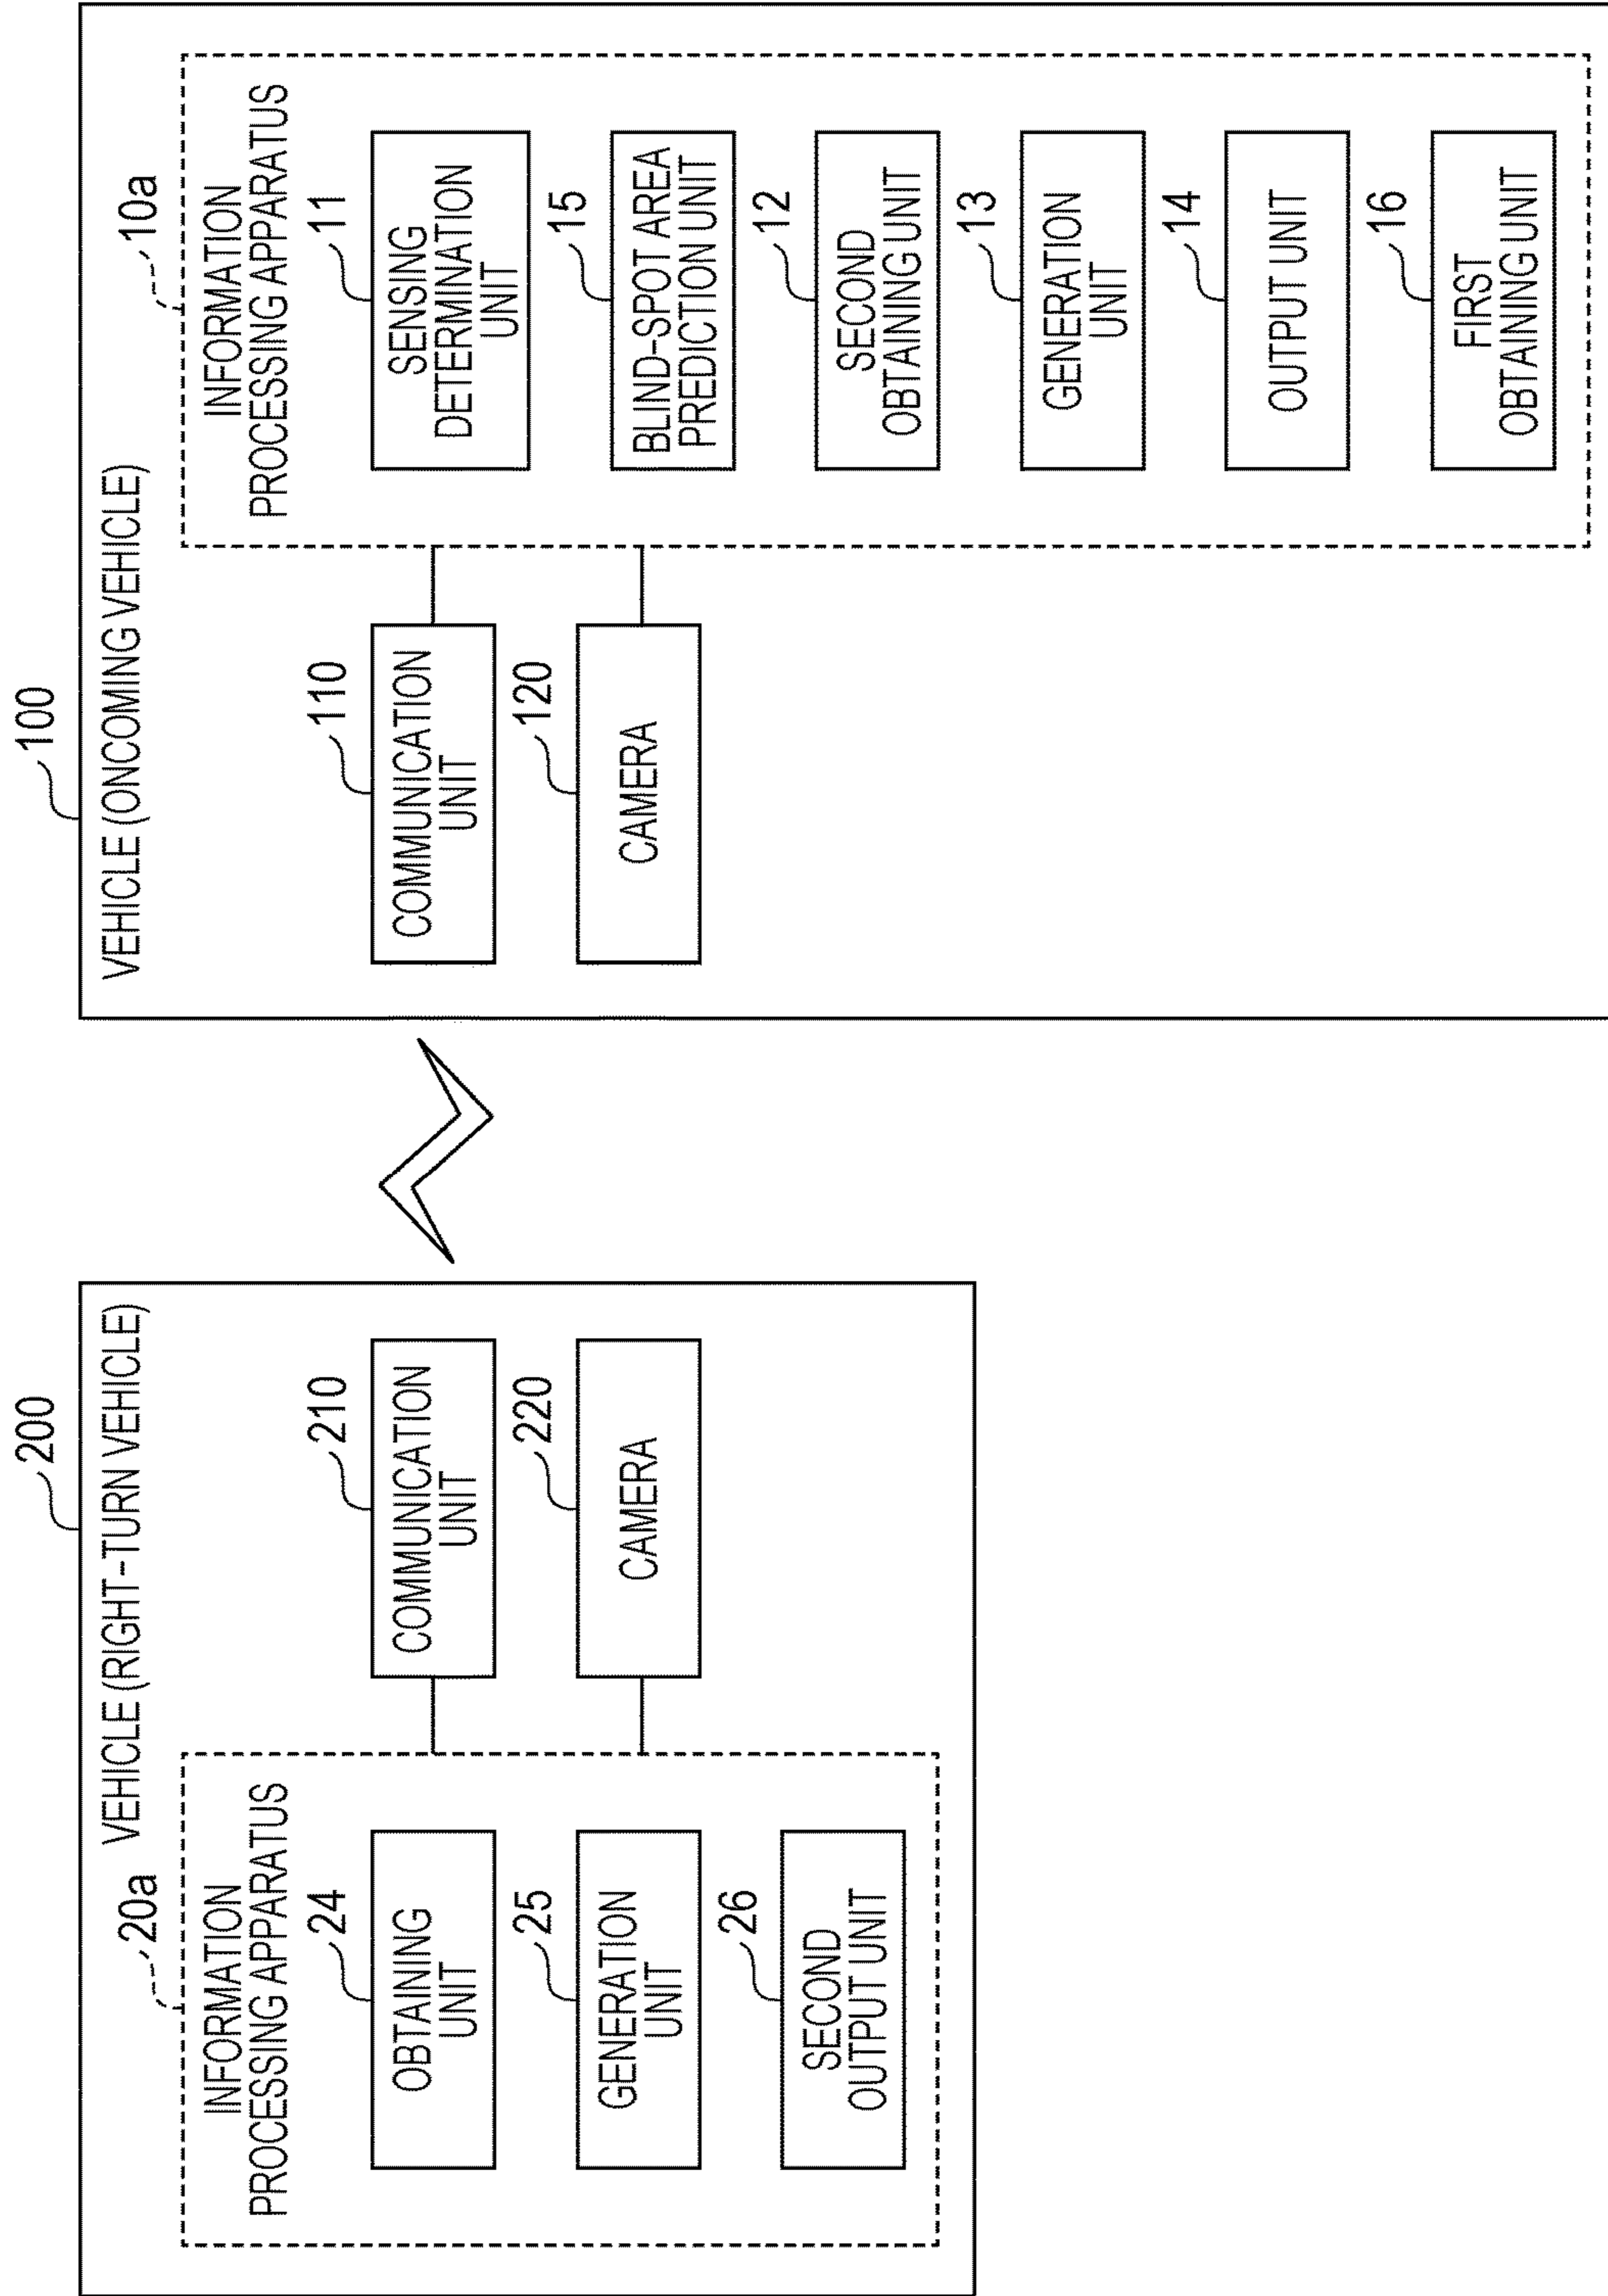 200
VEHICLE (RIGHT-TURN VEHICLE)
20a
INFORMATION
PROCESSING APPARATUS
24
OBTAINING
UNIT
25
GENERATION
UNIT
26
SECOND
OUTPUT UNIT
210
COMMUNICATION
UNIT
220
CAMERA
100
VEHICLE (ONCOMING VEHICLE)
110
COMMUNICATION
UNIT
120
CAMERA
10a
INFORMATION
PROCESSING APPARATUS
11
SENSING
DETERMINATION
UNIT
15
BLIND-SPOT AREA
PREDICTION UNIT
12
SECOND
OBTAINING UNIT
13
GENERATION
UNIT
14
OUTPUT UNIT
16
FIRST
OBTAINING UNIT